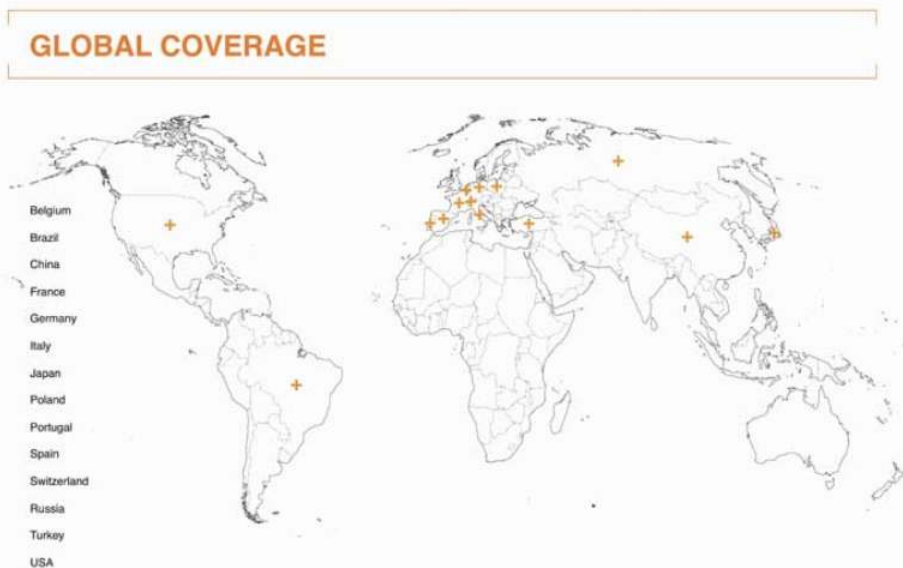 GLOBAL COVERAGE
Belgium
Brazil
China
France
Germany
Italy
Japan
Poland
Portugal
Spain
Switzerland
Russia
Turkey
USA